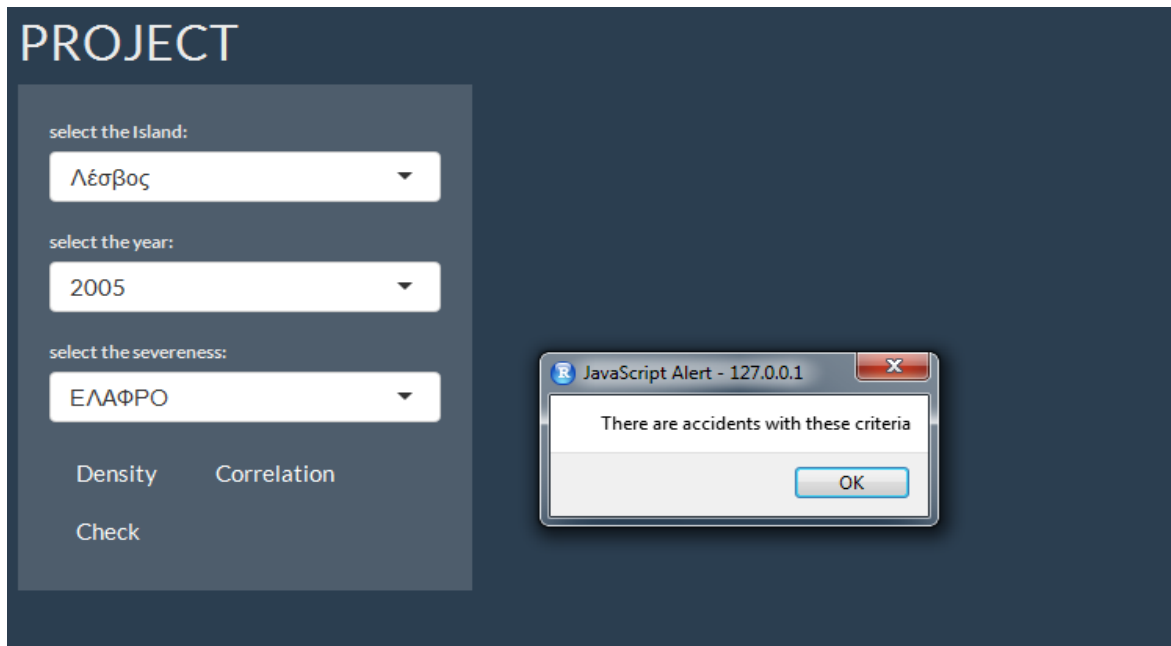 PROJECT
select the Island:
Λέσβος
select the year:
2005
select the severeness:
ΕΛΑΦΡΟ
Density Correlation
Check
R JavaScript Alert - 127.0.0.1
There are accidents with these criteria
OK